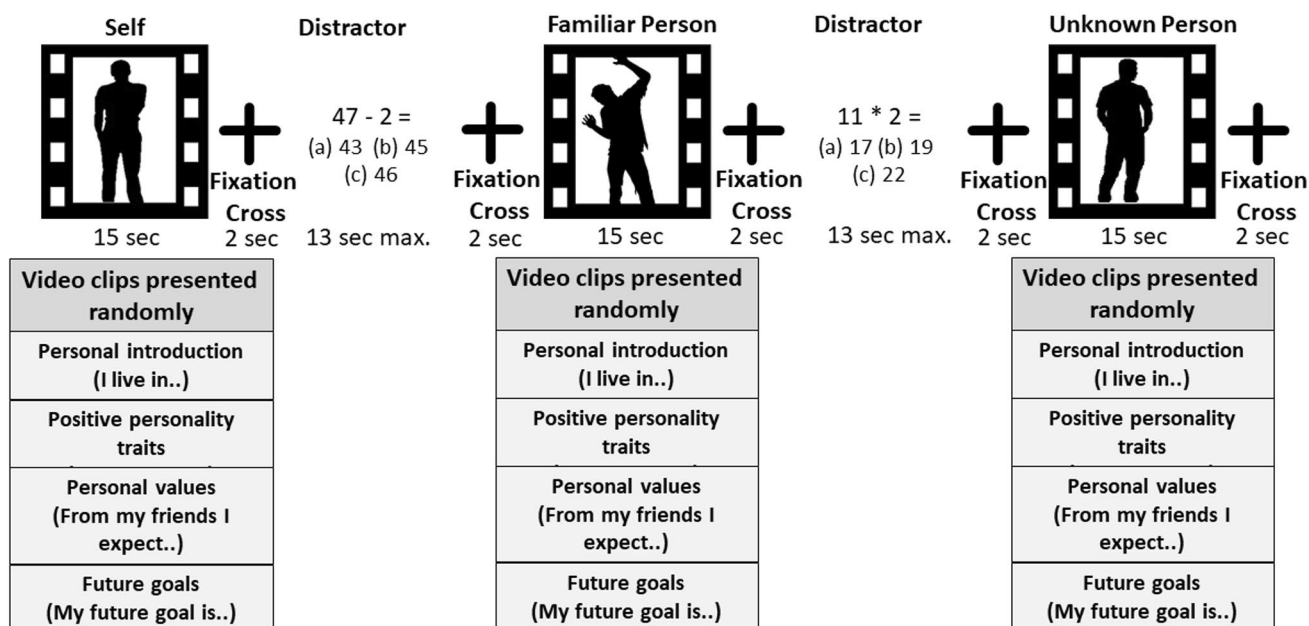 Self
Distractor
Familiar Person
Distractor
Unknown Person
47 - 2 =
(a) 43 (b) 45
(c) 46
11 * 2 =
(a) 17 (b) 19
(c) 22
Fixation
Cross
Fixation
Cross
Fixation
Cross
Fixation
Cross
Fixation
Cross
15 sec
2 sec
13 sec max.
2 sec
15 sec
2 sec
13 sec max.
2 sec
15 sec
2 sec
Video clips presented
randomly
Personal introduction
(I live in..)
Positive personality
traits
Personal values
(From my friends I
expect..)
Future goals
(My future goal is..)
Video clips presented
randomly
Personal introduction
(I live in..)
Positive personality
traits
Personal values
(From my friends I
expect..)
Future goals
(My future goal is..)
Video clips presented
randomly
Personal introduction
(I live in..)
Positive personality
traits
Personal values
(From my friends I
expect..)
Future goals
(My future goal is..)